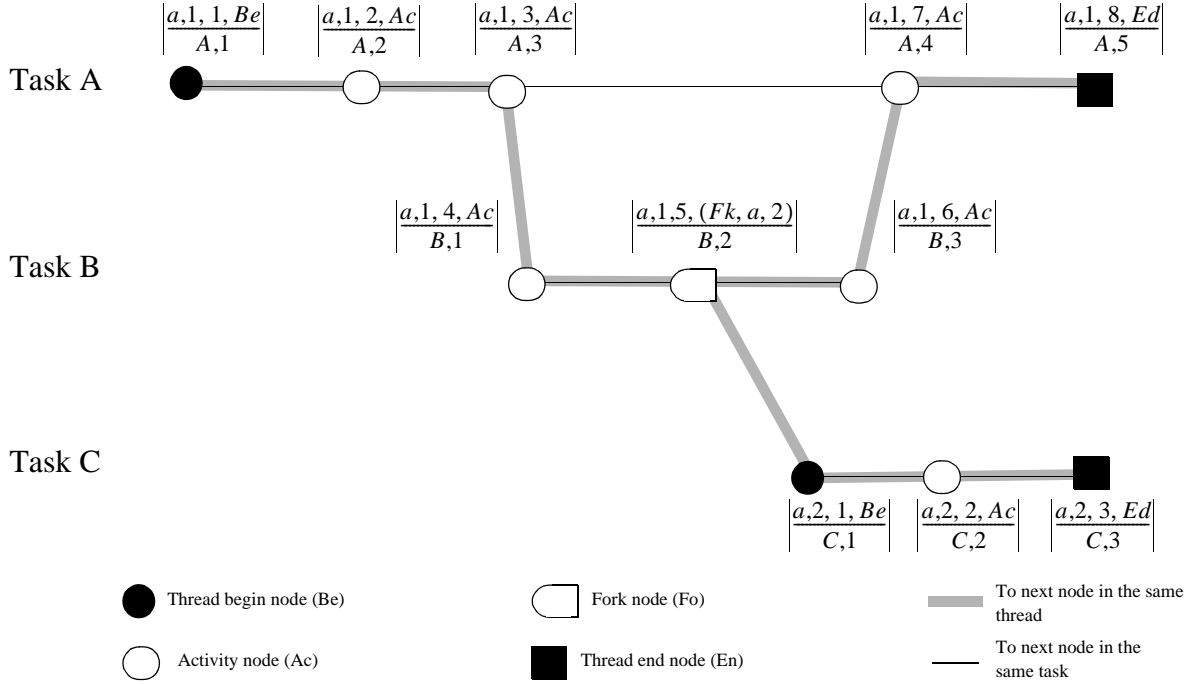 a,1, 1, Be
A,1
a,1, 2, Ac
A,2
a,1, 3, Ac
A,3
a,1, 7, Ac
A,4
a,1, 8, Ed
A,5
Task A
a,1, 4, Ac
B,1
a,1,5, (Fk, a, 2)
B,2
a,1, 6, Ac
B,3
Task B
Task C
a,2, 1, Be
C,1
a,2, 2, Ac
C,2
a,2, 3, Ed
C,3
Thread begin node (Be)
Fork node (Fo)
To next node in the same
thread
Activity node (Ac)
Thread end node (En)
To next node in the
same task